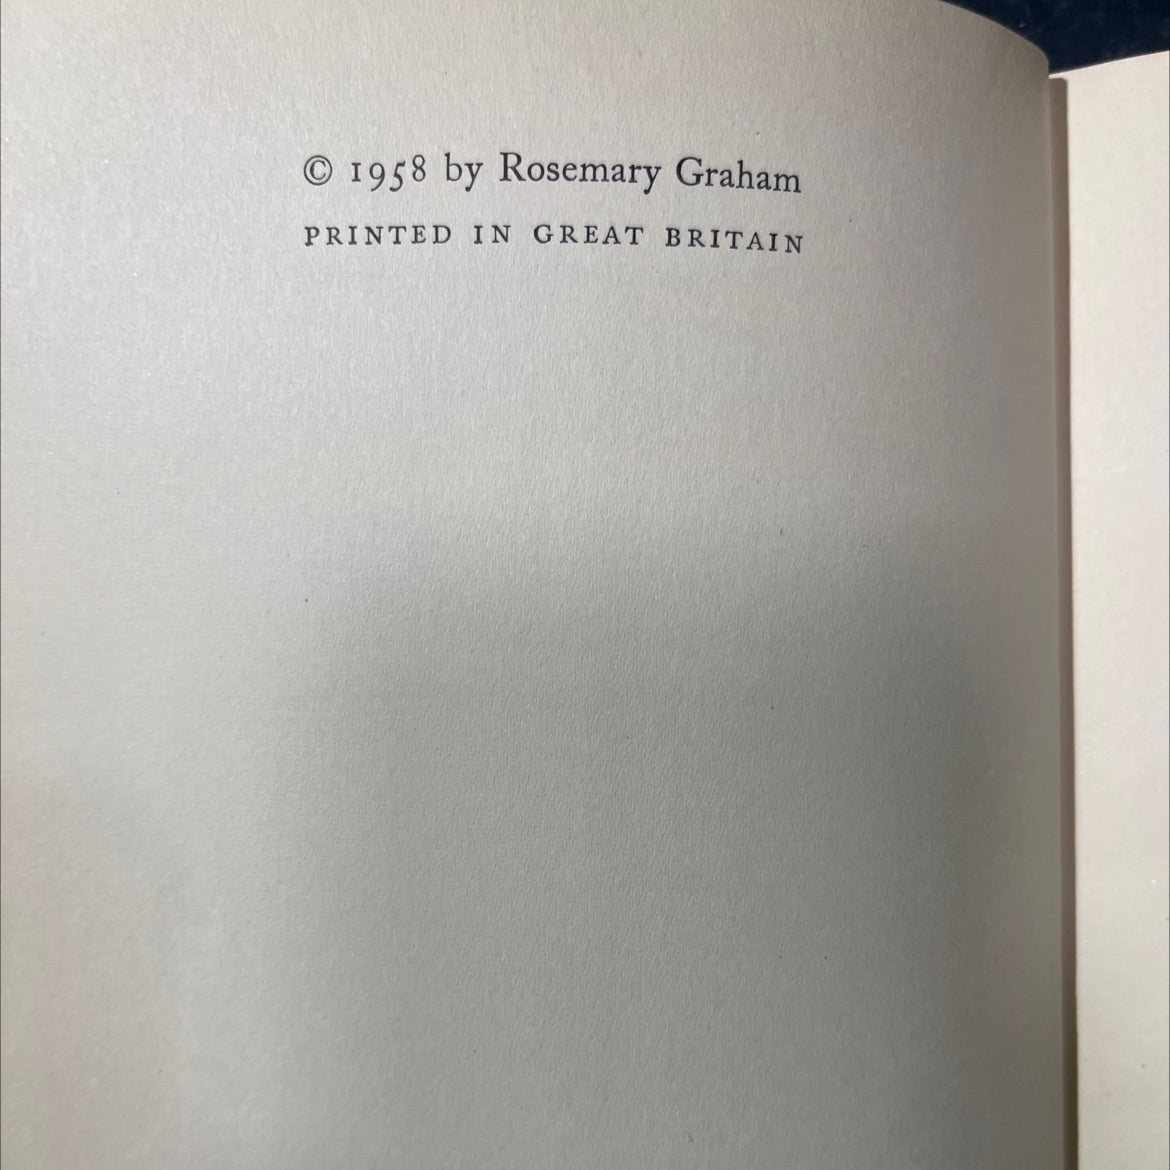 © 1958 by Rosemary Graham
PRINTED IN GREAT BRITAIN